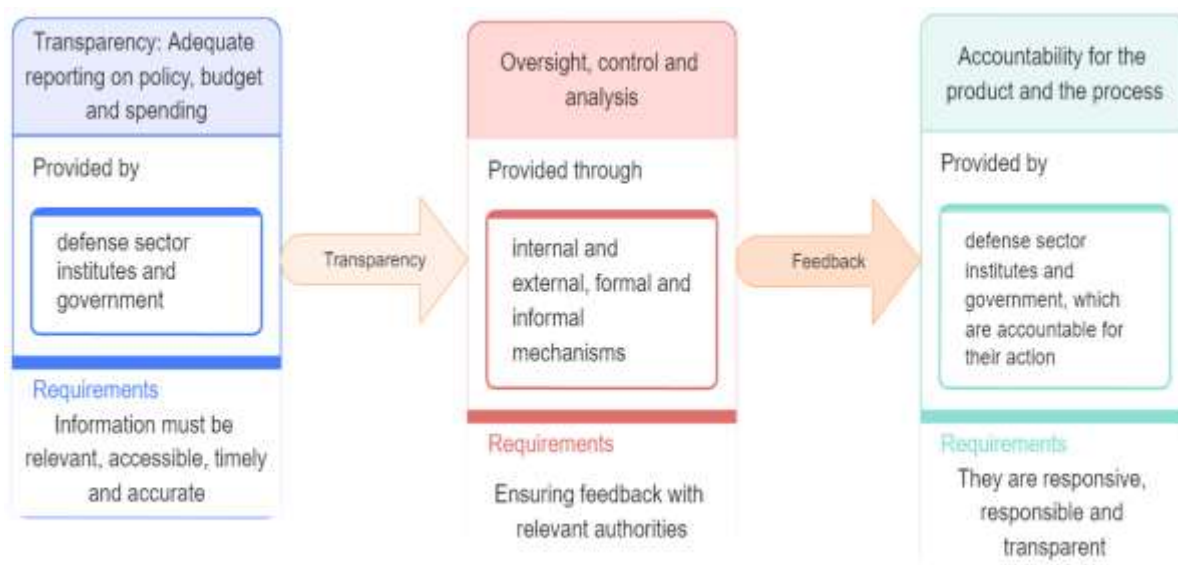 Transparency: Adequate
reporting on policy, budget
and spending
Provided by
defense sector
institutes and
government
Requirements
Information must be
relevant, accessible, timely
and accurate
Transparency
Oversight, control and
analysis
Provided through
internal and
external, formal and
informal
mechanisms
Requirements
Ensuring feedback with
relevant authorities
Feedback
Accountability for the
product and the process
Provided by
defense sector
institutes and
government, which
are accountable for
their action
Requirements
They are responsive,
responsible and
transparent